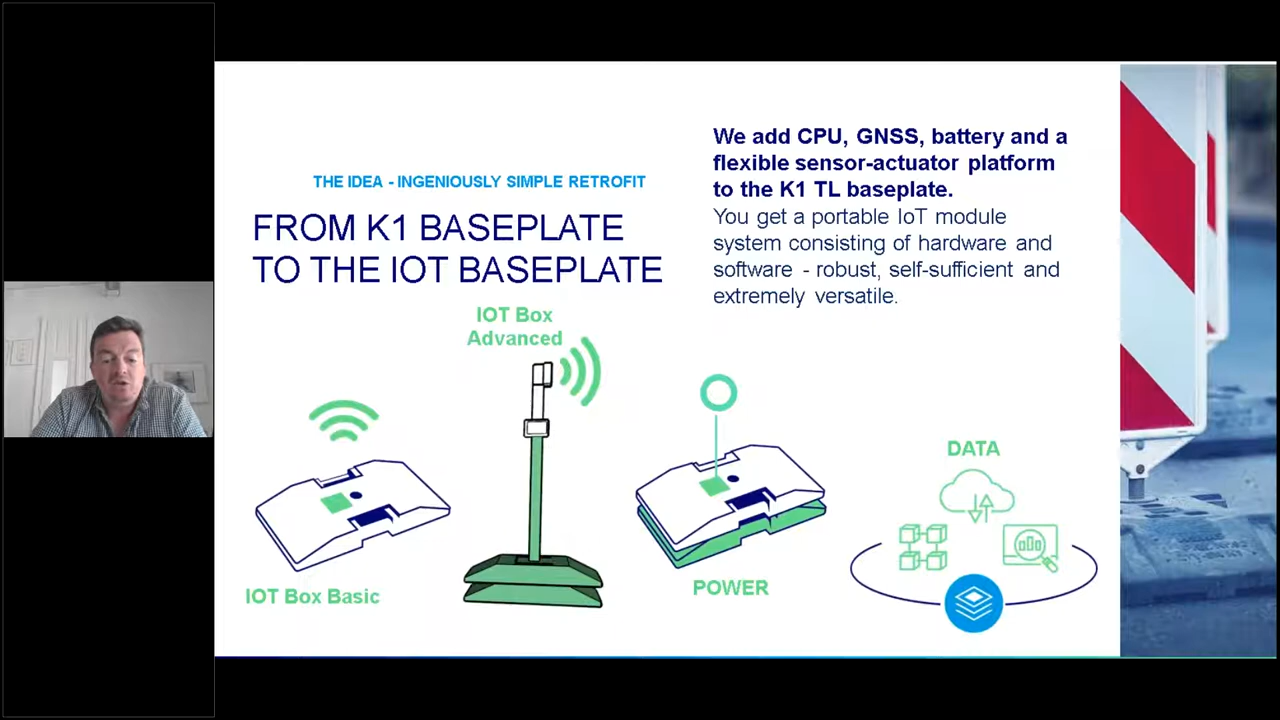 THE IDEA - INGENIOUSLY SIMPLE RETROFIT
FROM K1 BASEPLATE
TO THE IOT BASEPLATE
We add CPU, GNSS, battery and a
flexible sensor-actuator platform
to the K1 TL baseplate.
You get a portable IoT module
system consisting of hardware and
software - robust, self-sufficient and
extremely versatile.
IOT Box
Advanced
IOT Box Basic
POWER
DATA